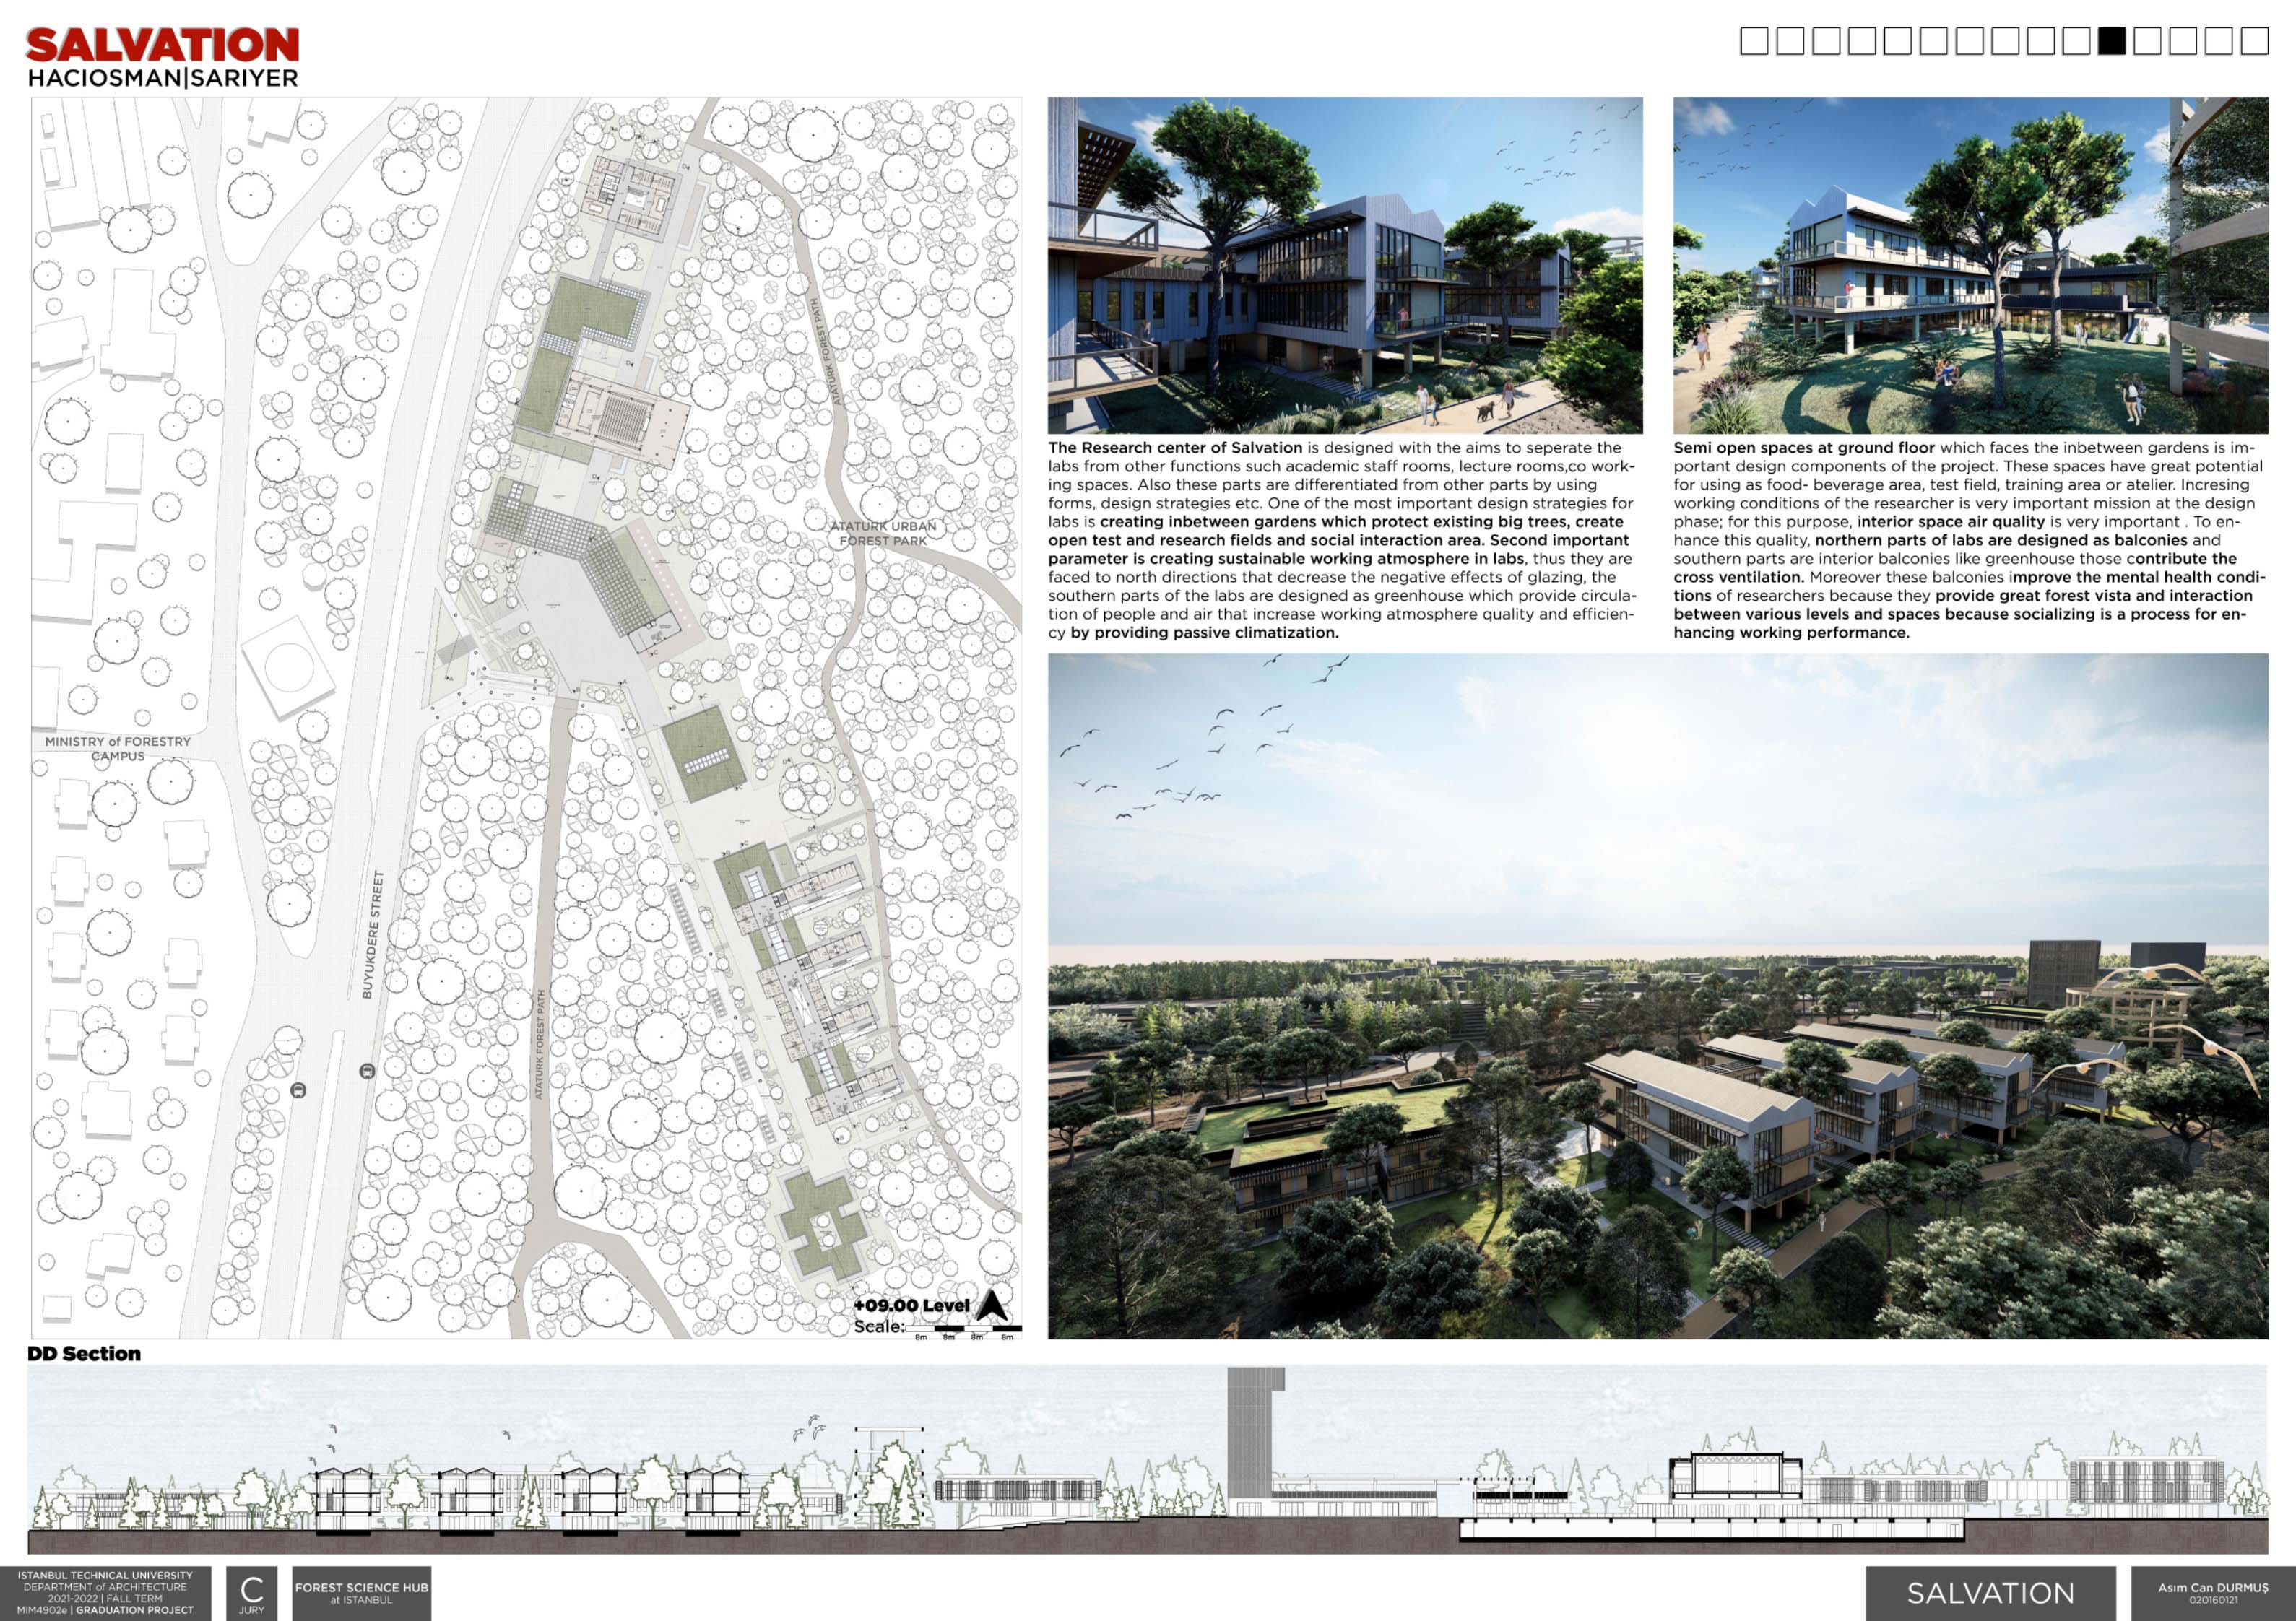 SALVATION
HACIOSMAN|SARIYER
ATATURK FOREST PATH
ATATURK URBAN
FOREST PARK
MINISTRY of FORESTRY
CAMPUS
BUYUKDERE STREET
ATATURK FOREST PATH
+09.00 Level
Scale:
8m 8m 8m 8m
The Research center of Salvation is designed with the aims to seperate the
labs from other functions such academic staff rooms, lecture rooms,co work-
ing spaces. Also these parts are differentiated from other parts by using
forms, design strategies etc. One of the most important design strategies for
labs is creating inbetween gardens which protect existing big trees, create
open test and research fields and social interaction area. Second important
parameter is creating sustainable working atmosphere in labs, thus they are
faced to north directions that decrease the negative effects of glazing, the
southern parts of the labs are designed as greenhouse which provide circula-
tion of people and air that increase working atmosphere quality and efficien-
cy by providing passive climatization.
Semi open spaces at ground floor which faces the inbetween gardens is im-
portant design components of the project. These spaces have great potential
for using as food- beverage area, test field, training area or atelier. Incresing
working conditions of the researcher is very important mission at the design
phase; for this purpose, interior space air quality is very important . To en-
hance this quality, northern parts of labs are designed as balconies and
southern parts are interior balconies like greenhouse those contribute the
cross ventilation. Moreover these balconies improve the mental health condi-
tions of researchers because they provide great forest vista and interaction
between various levels and spaces because socializing is a process for en-
hancing working performance.
DD Section
ISTANBUL TECHNICAL UNIVERSITY
DEPARTMENT of ARCHITECTURE
2021-2022 | FALL TERM
MIM4902e | GRADUATION PROJECT
C
JURY
FOREST SCIENCE HUB
at ISTANBUL
SALVATION
Asım Can DURMUŞ
020160121